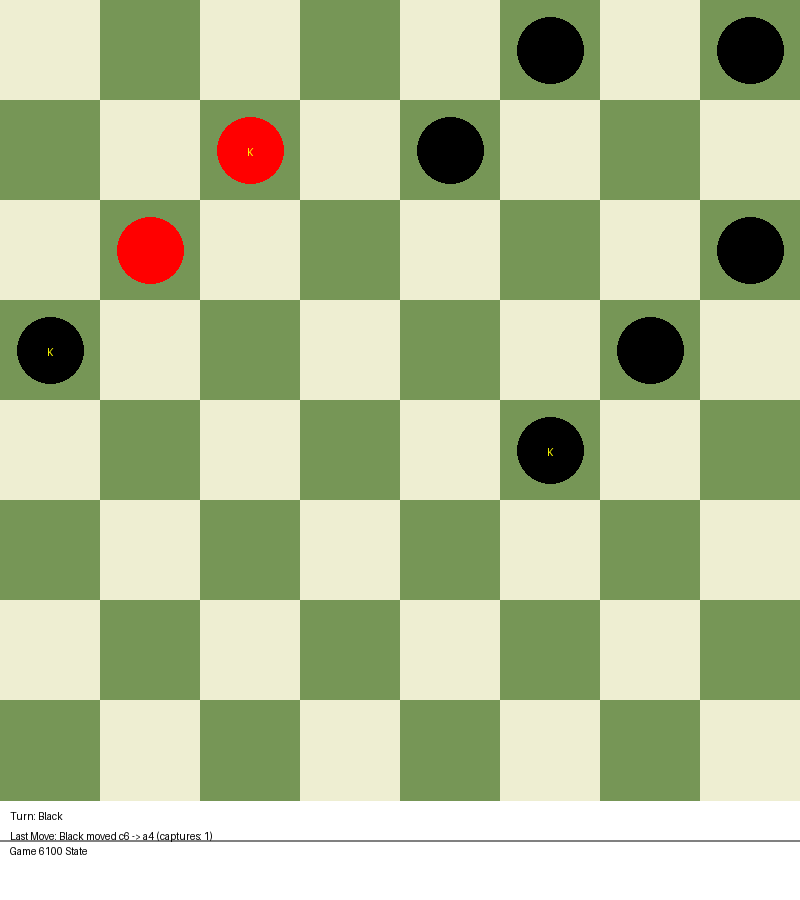 K
K
K
Turn: Black
Last Move: Black moved c6 -> a4 (captures: 1)
Game 6100 State